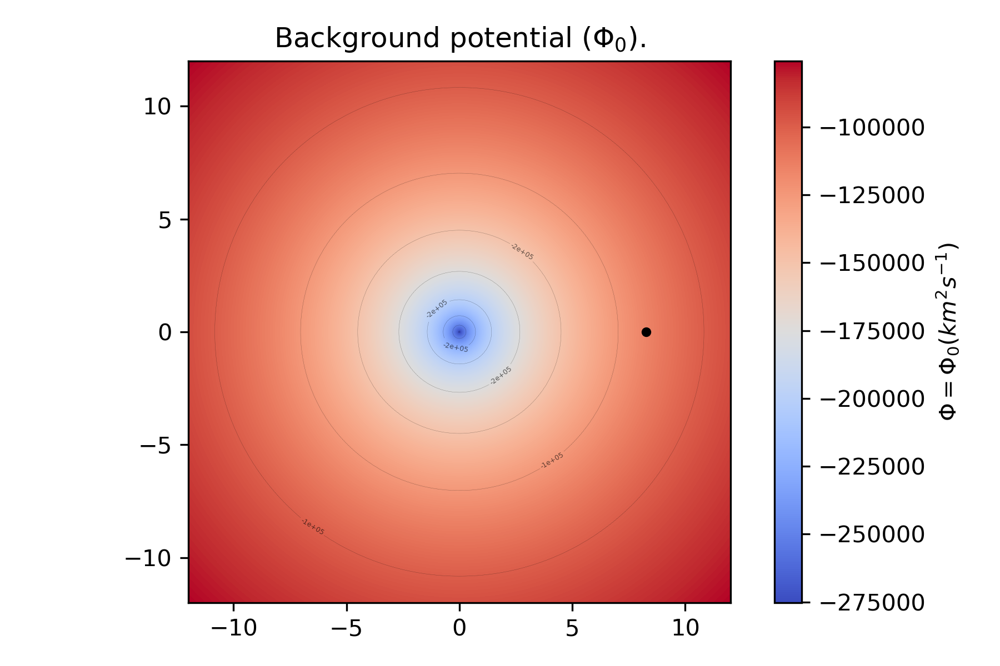 Background potential (Φ₀).
10
5
0
−5
−10
−10
−5
0
5
10
-2e+05
-2e+05
-2e+05
-2e+05
-1e+05
-1e+05
−100000
−125000
−150000
−175000
−200000
−225000
−250000
−275000
Φ = Φ₀(km²s⁻¹)